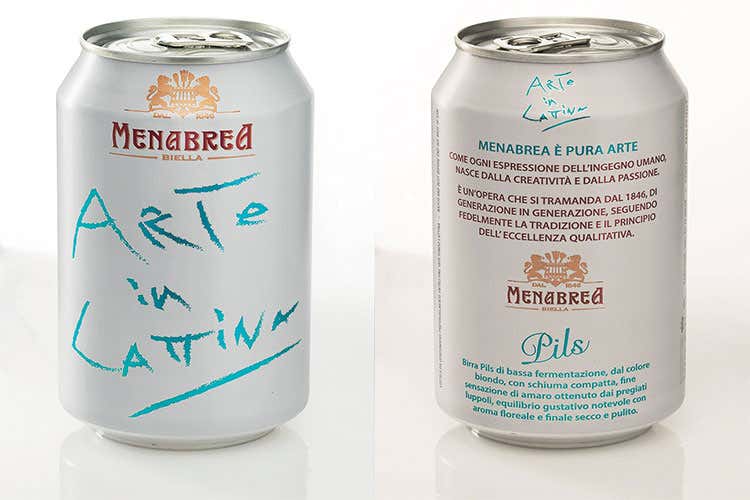 DAL 1846
MENABREA
BIELLA
ARTe
in
LATTINA
ARTe
in
LATTINA
MENABREA È PURA ARTE
COME OGNI ESPRESSIONE DELL'INGEGNO UMANO,
NASCE DALLA CREATIVITÀ E DALLA PASSIONE.
È UN'OPERA CHE SI TRAMANDA DAL 1846, DI
GENERAZIONE IN GENERAZIONE, SEGUENDO
FEDELMENTE LA TRADIZIONE E IL PRINCIPIO
DELL'ECCELLENZA QUALITATIVA.
DAL 1846
MENABREA
BIELLA
Pils
Birra Pils di bassa fermentazione, dal colore
biondo, con schiuma compatta, fine
sensazione di amaro ottenuto dai pregiati
luppoli, equilibrio gustativo notevole con
aroma floreale e finale secco e pulito.